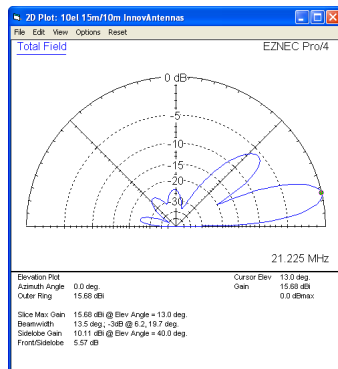 2D Plot: 10el 15m/10m InnovAntennas
File Edit View Options Reset
Total Field
EZNEC Pro/4
0 dB
-5
-10
-15
-20
-30
21.225 MHz
Elevation Plot
Azimuth Angle 0.0 deg.
Outer Ring 15.68 dBi
Cursor Elev 13.0 deg.
Gain 15.68 dBi
0.0 dBmax
Slice Max Gain 15.68 dBi @ Elev Angle = 13.0 deg.
Beamwidth 13.5 deg.; -3dB @ 6.2, 19.7 deg.
Sidelobe Gain 10.11 dBi @ Elev Angle = 40.0 deg.
Front/Sidelobe 5.57 dB